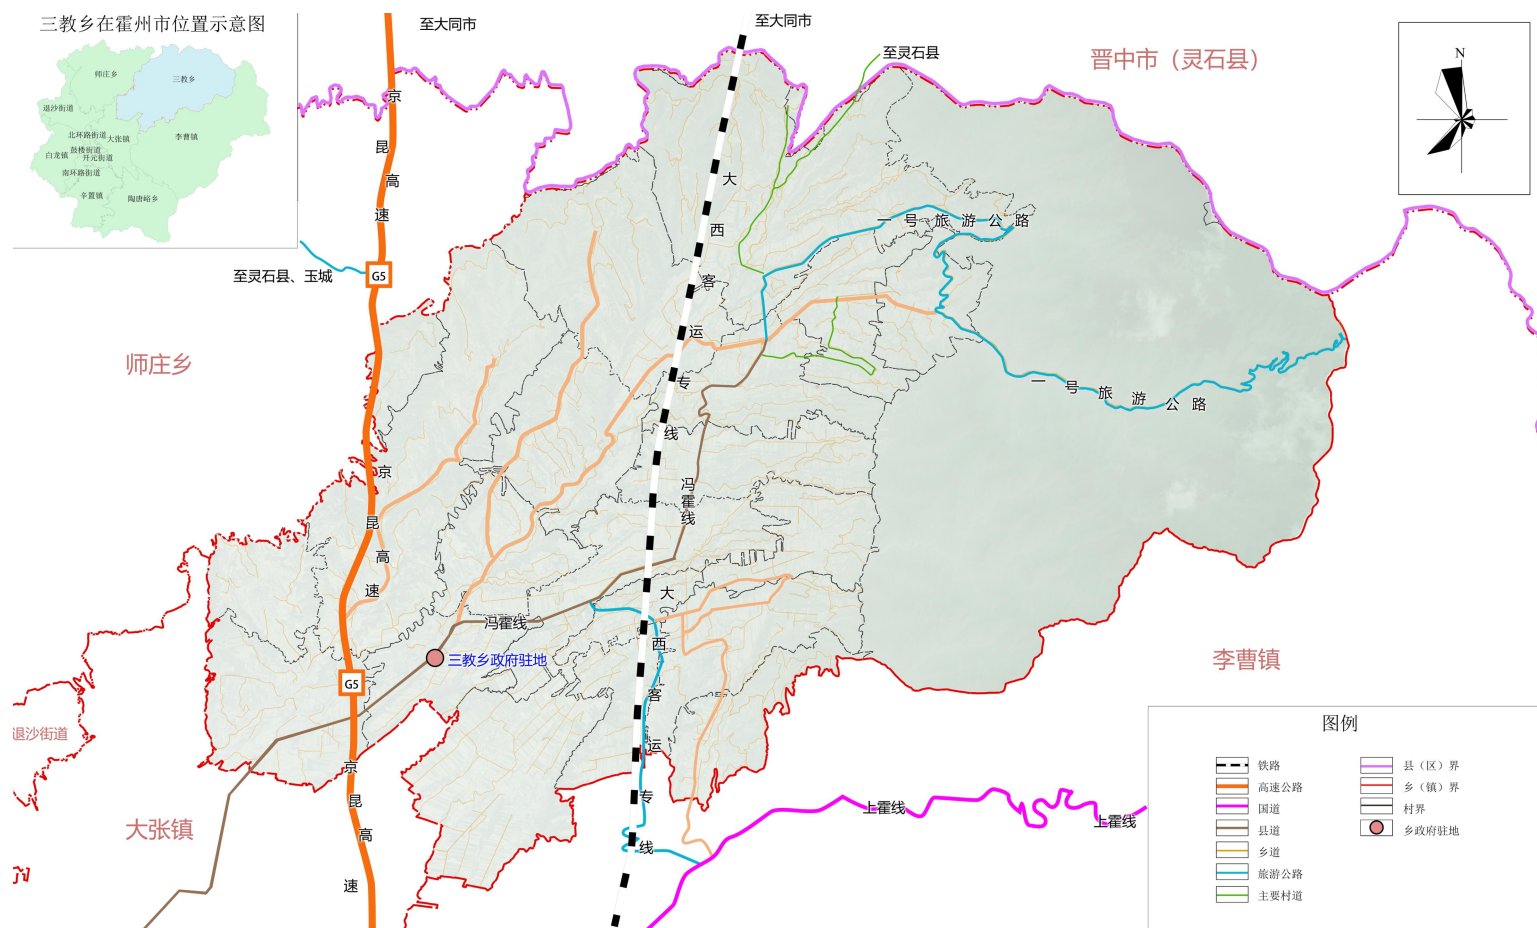 三教乡在霍州市位置示意图
师庄乡
三教乡
退沙街道
北环路街道
大张镇
李曹镇
鼓楼街道
白龙镇
开元街道
南环路街道
辛置镇
陶唐峪乡
至大同市
至大同市
至灵石县
晋中市（灵石县）
N
京昆高速
G5
至灵石县、玉城
大西客运专线
一号旅游公路
师庄乡
一号旅游公路
京昆高速
冯霍线
冯霍线
三教乡政府驻地
大西客运专线
G5
李曹镇
退沙街道
大张镇
京昆高速
上霍线
上霍线
图例
铁路
高速公路
国道
县道
乡道
旅游公路
主要村道
县（区）界
乡（镇）界
村界
乡政府驻地